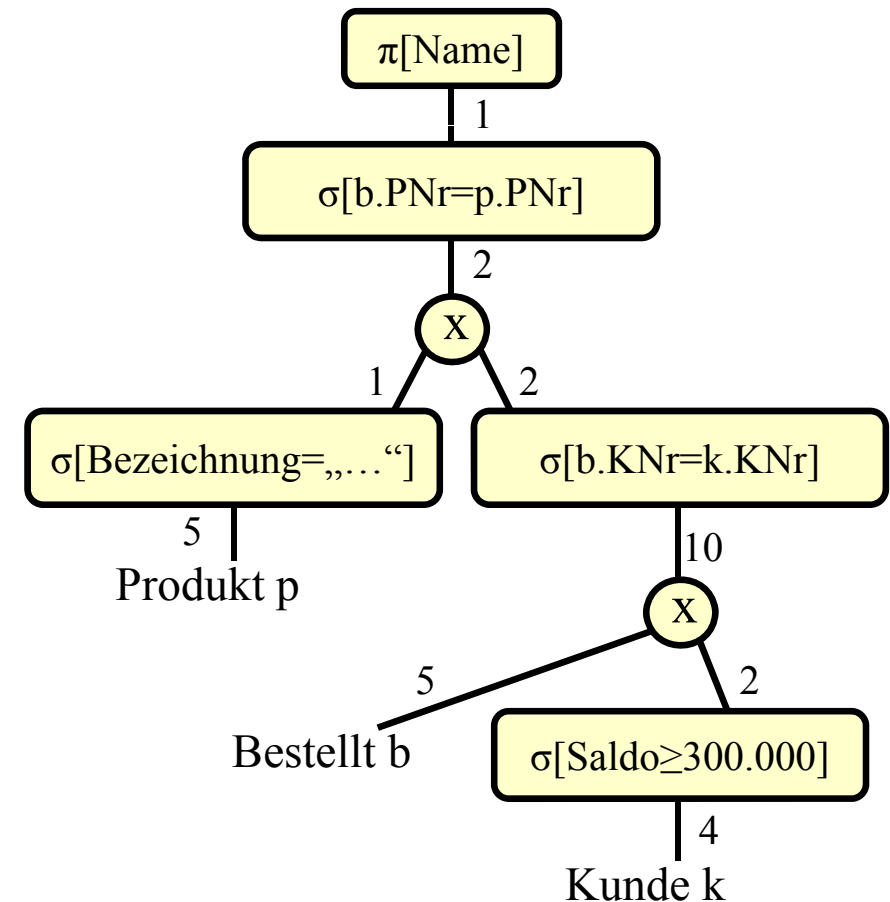 π[Name]
1
σ[b.PNr=p.PNr]
2
x
1
2
σ[Bezeichnung=„…“]
σ[b.KNr=k.KNr]
5
10
Produkt p
x
5
2
Bestellt b
σ[Saldo≥300.000]
4
Kunde k